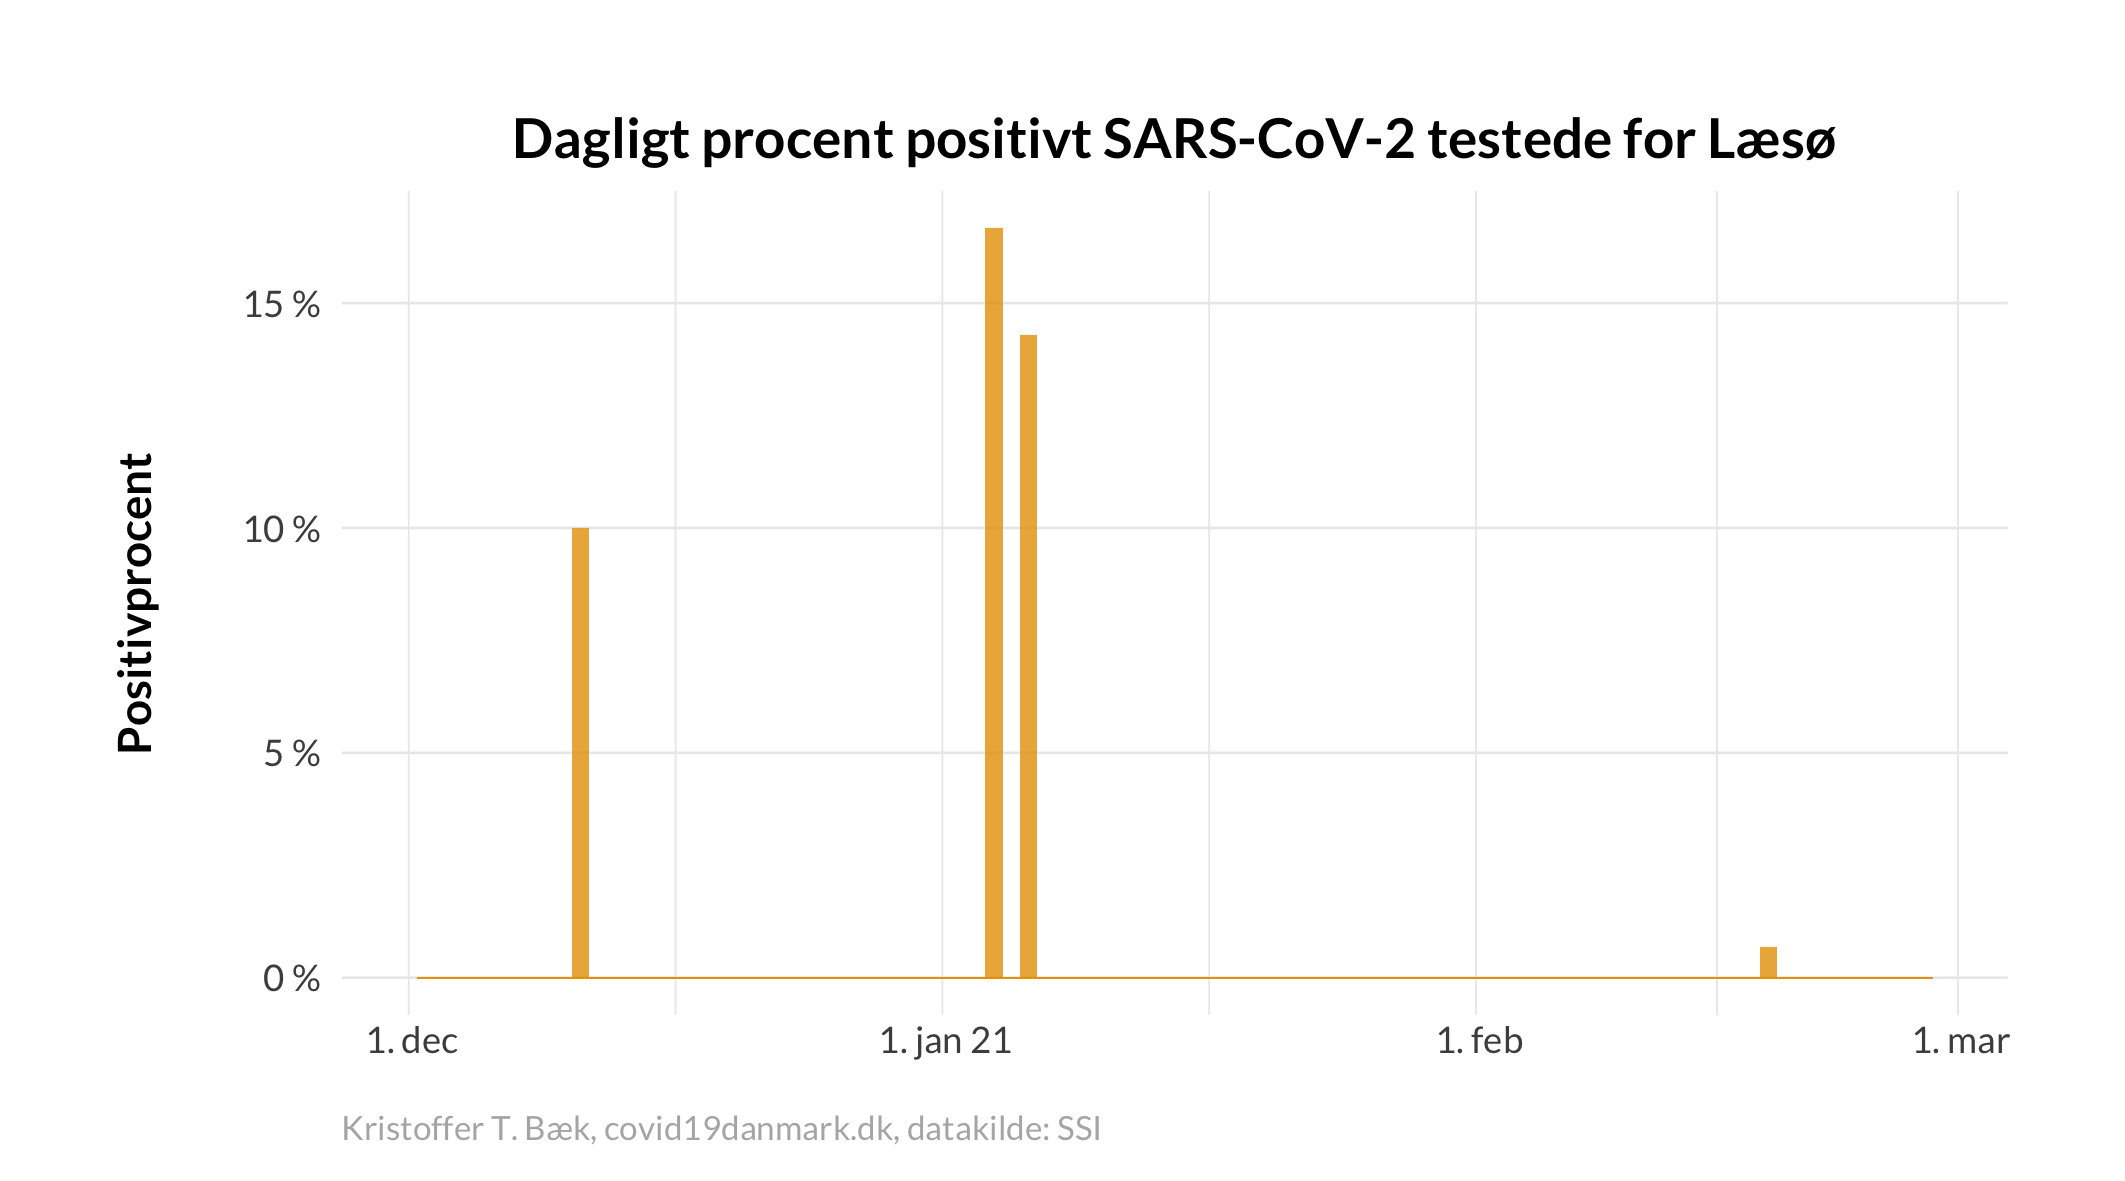 Dagligt procent positivt SARS-CoV-2 testede for Læsø
Positivprocent
15 %
10 %
5 %
0 %
1. dec
1. jan 21
1. feb
1. mar
Kristoffer T. Bæk, covid19danmark.dk, datakilde: SSI